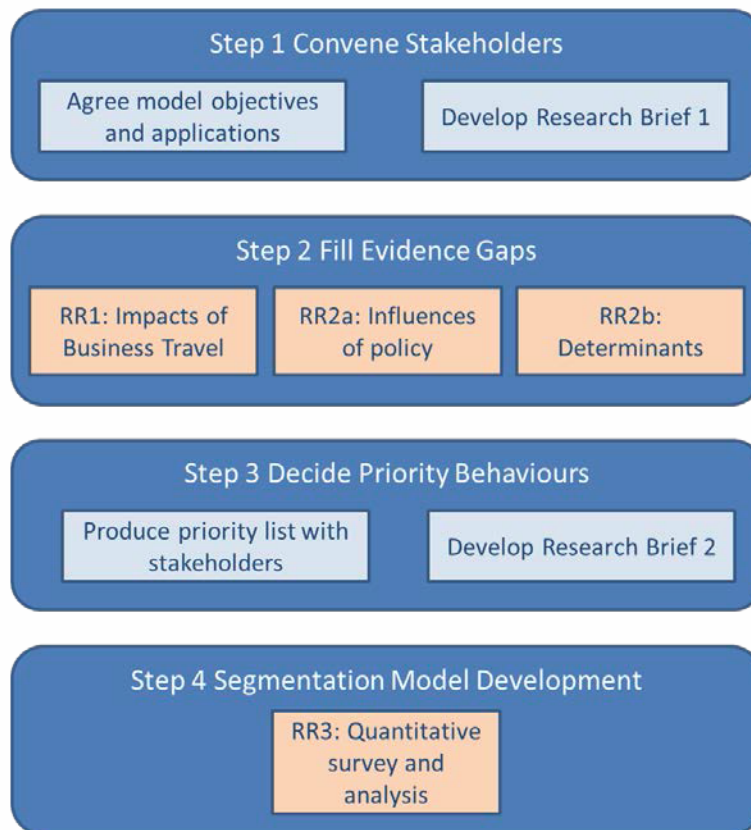 Step 1 Convene Stakeholders
Agree model objectives
and applications
Develop Research Brief 1
Step 2 Fill Evidence Gaps
RR1: Impacts of
Business Travel
RR2a: Influences
of policy
RR2b:
Determinants
Step 3 Decide Priority Behaviours
Produce priority list with
stakeholders
Develop Research Brief 2
Step 4 Segmentation Model Development
RR3: Quantitative
survey and
analysis